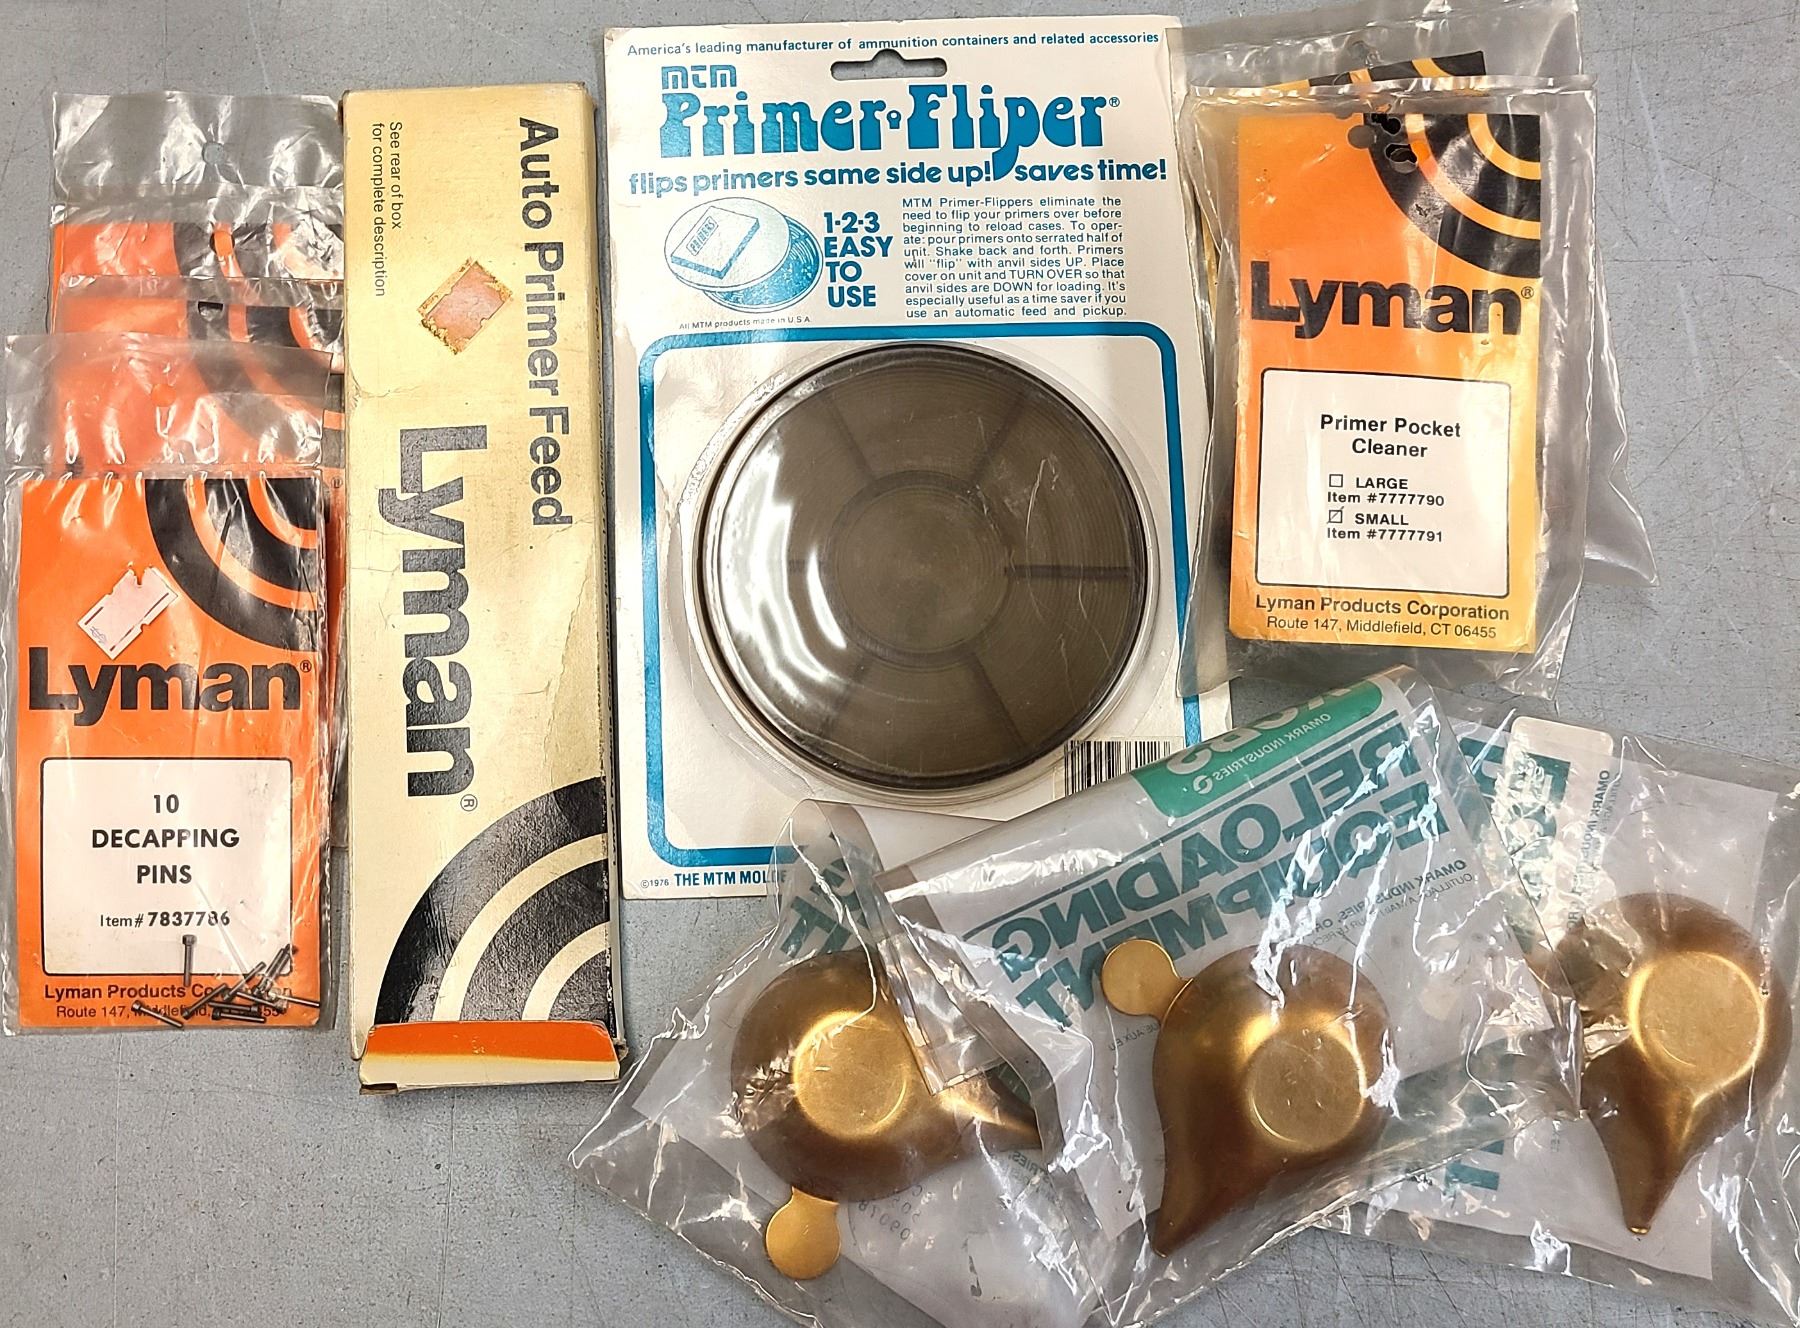 10
DECAPPING
PINS
Item# 7837786
Lyman®
Lyman Products
Route 147,
See rear of box
for complete description
Auto Primer Feed
Lyman®
America's leading manufacturer of ammunition containers and related accessories
mtm
Primer-Fliper®
flips primers same side up! saves time!
PRIMERS
1-2-3
EASY
TO
USE
MTM Primer-Flippers eliminate the
need to flip your primers over before
beginning to reload cases. To oper-
ate: pour primers onto serrated half of
unit. Shake back and forth. Primers
will "flip" with anvil sides UP. Place
cover on unit and TURN OVER so that
anvil sides are DOWN for loading. It's
especially useful as a time saver if you
use an automatic feed and pickup.
All MTM products made in U.S.A.
©1976 THE MTM
Lyman®
Primer Pocket
Cleaner
LARGE
Item #7777790
SMALL
Item #7777791
Lyman Products Corporation
Route 147, Middlefield, CT 06455
OMARK INDUSTRIES
RELOADING
EQUIPMENT
OMARK INDUSTRIES,